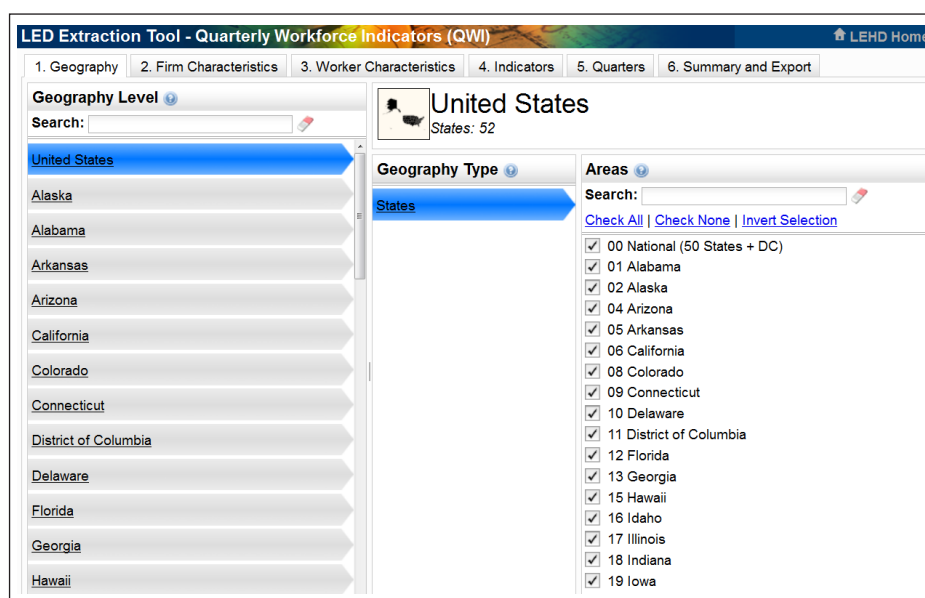 LED Extraction Tool - Quarterly Workforce Indicators (QWI)
LEHD Home
1. Geography
2. Firm Characteristics
3. Worker Characteristics
4. Indicators
5. Quarters
6. Summary and Export
Geography Level
Search:
United States
Alaska
Alabama
Arkansas
Arizona
California
Colorado
Connecticut
District of Columbia
Delaware
Florida
Georgia
Hawaii
United States
States: 52
Geography Type
States
Areas
Search:
Check All | Check None | Invert Selection
00 National (50 States + DC)
01 Alabama
02 Alaska
04 Arizona
05 Arkansas
06 California
08 Colorado
09 Connecticut
10 Delaware
11 District of Columbia
12 Florida
13 Georgia
15 Hawaii
16 Idaho
17 Illinois
18 Indiana
19 Iowa